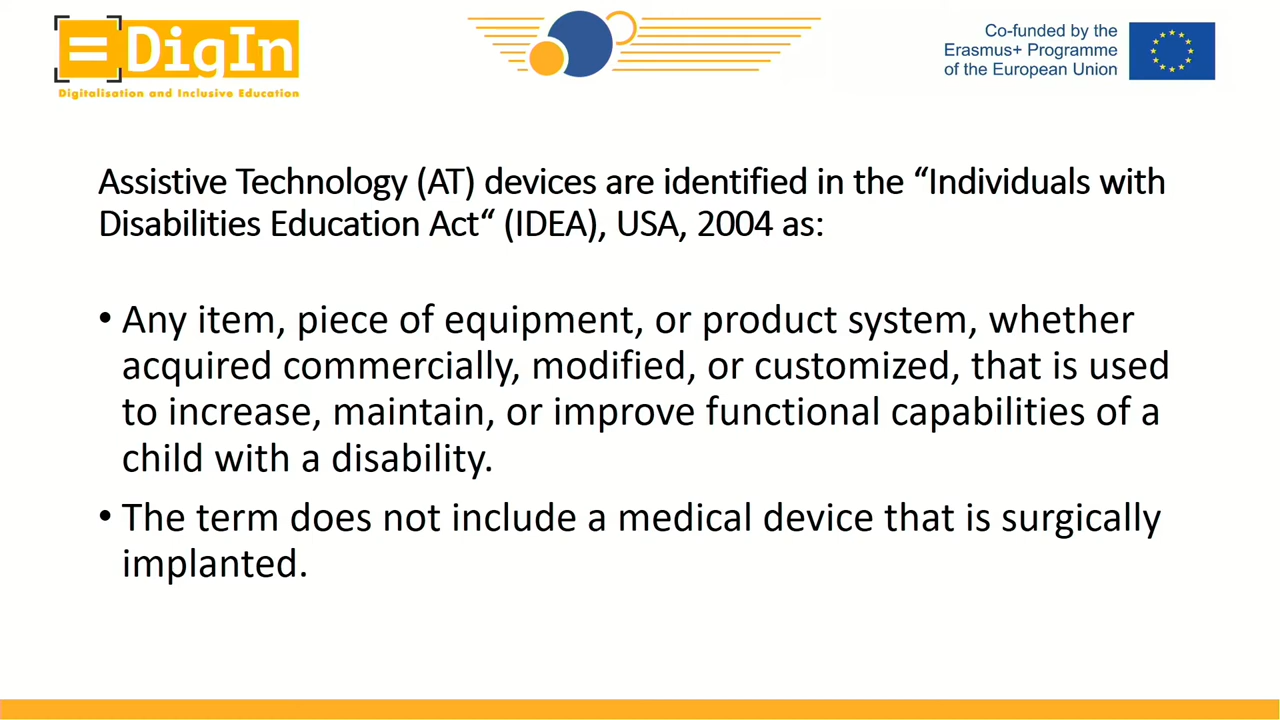 =DigIn
Digitalisation and Inclusive Education
Co-funded by the
Erasmus+ Programme
of the European Union
Assistive Technology (AT) devices are identified in the “Individuals with
Disabilities Education Act“ (IDEA), USA, 2004 as:
• Any item, piece of equipment, or product system, whether
acquired commercially, modified, or customized, that is used
to increase, maintain, or improve functional capabilities of a
child with a disability.
• The term does not include a medical device that is surgically
implanted.